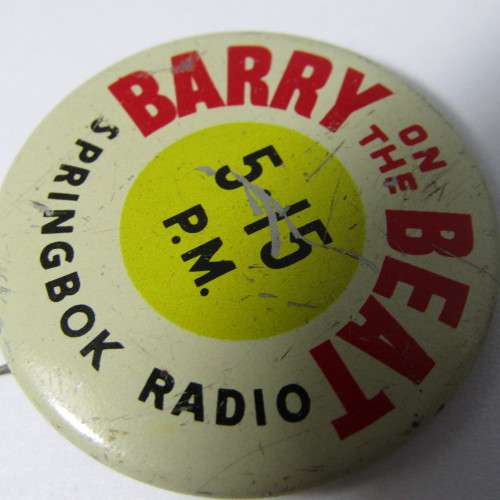 BARRY
ON
THE
BEAT
5.15
P.M.
SPRINGBOK RADIO